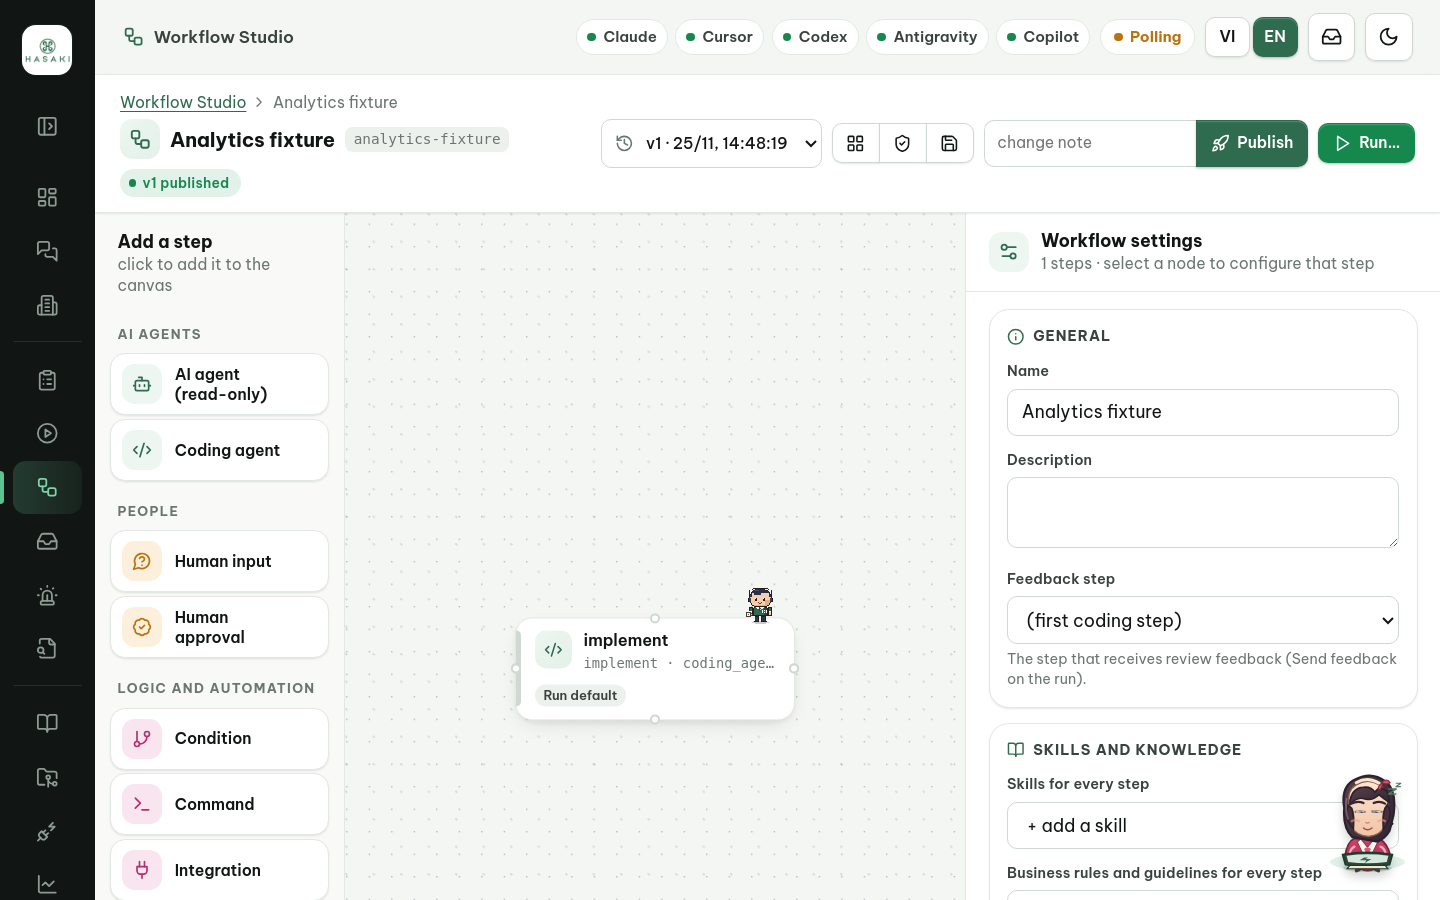 HASAKI
Workflow Studio
Claude
Cursor
Codex
Antigravity
Copilot
Polling
VI
EN
Workflow Studio > Analytics fixture
Analytics fixture
analytics-fixture
v1 published
v1 · 25/11, 14:48:19
change note
Publish
Run...
Add a step
click to add it to the
canvas
AI AGENTS
AI agent
(read-only)
Coding agent
PEOPLE
Human input
Human
approval
LOGIC AND AUTOMATION
Condition
Command
Integration
implement
implement · coding_age…
Run default
Workflow settings
1 steps · select a node to configure that step
GENERAL
Name
Analytics fixture
Description
Feedback step
(first coding step)
The step that receives review feedback (Send feedback
on the run).
SKILLS AND KNOWLEDGE
Skills for every step
+ add a skill
Business rules and guidelines for every step